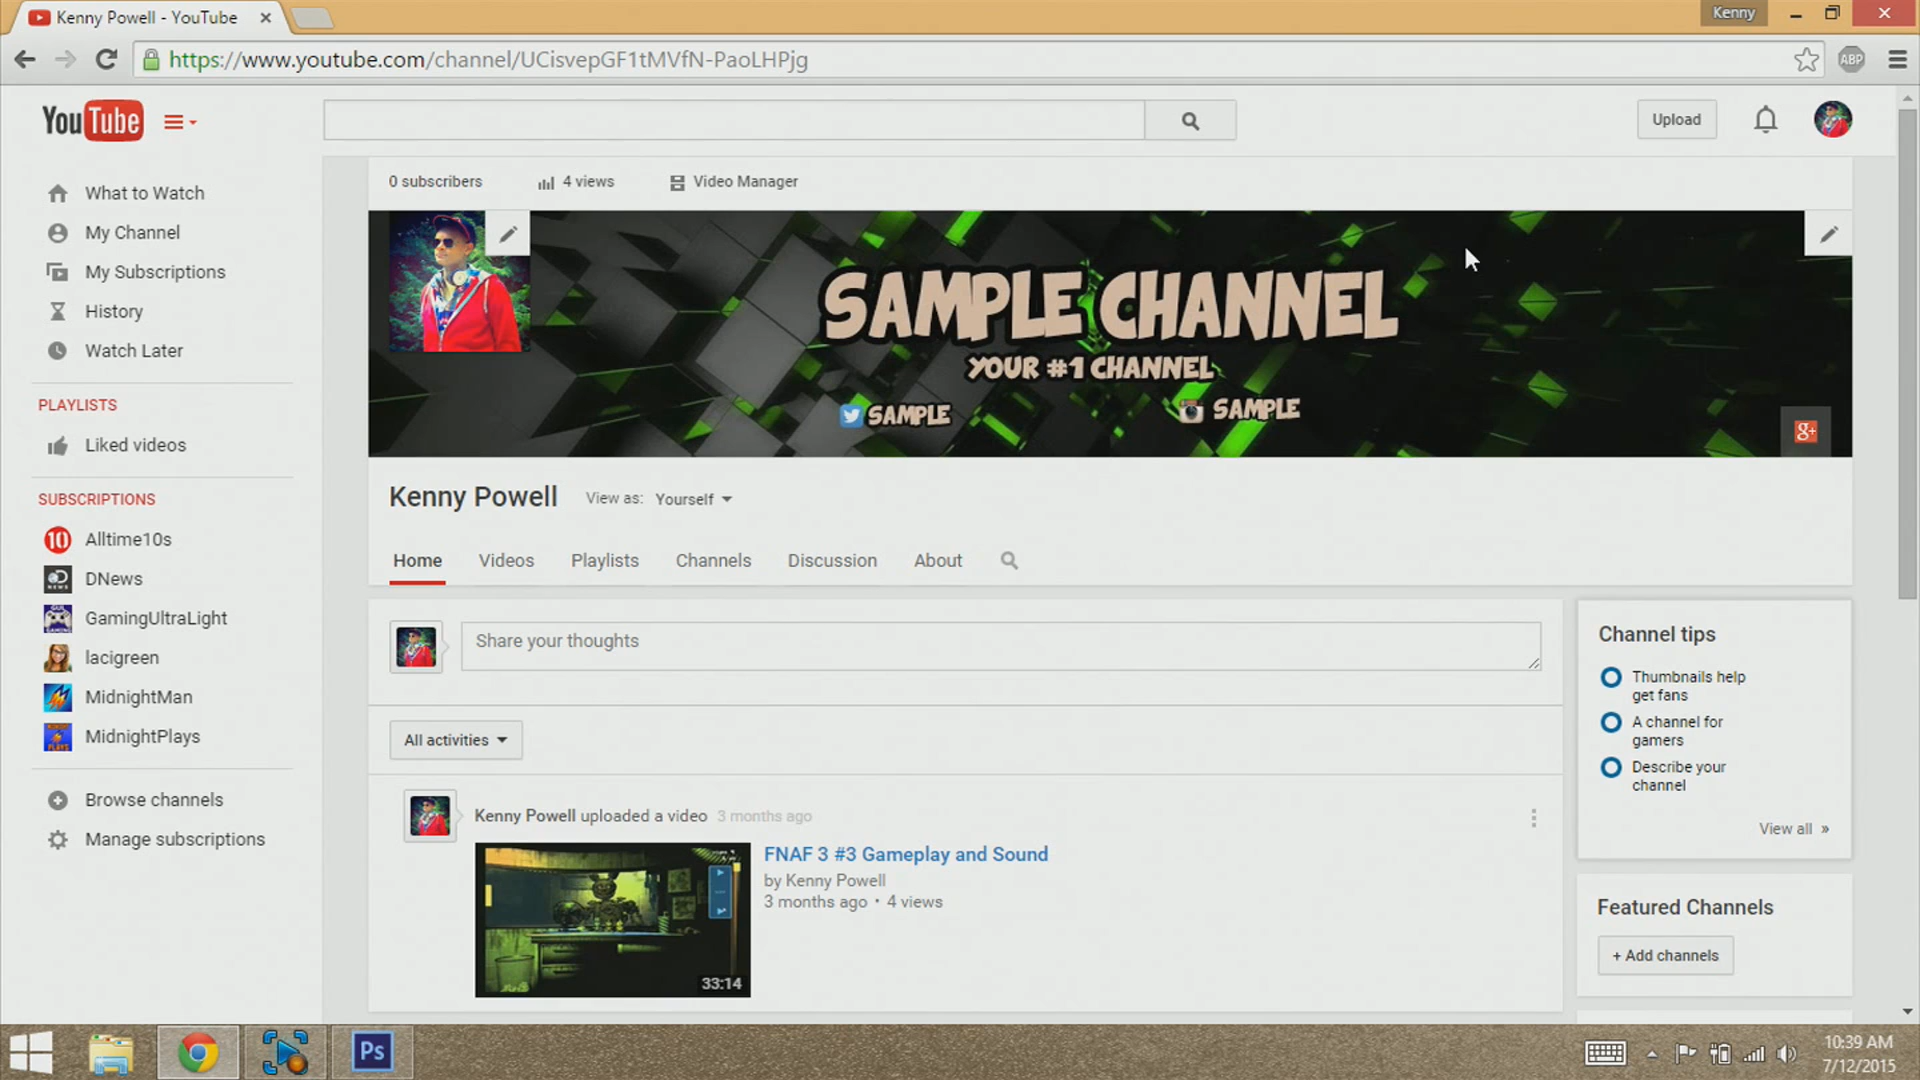 Kenny Powell - YouTube
Kenny
https://www.youtube.com/channel/UCisvepGF1tMVfN-PaoLHPjg
ABP
YouTube
Upload
What to Watch
My Channel
My Subscriptions
History
Watch Later
PLAYLISTS
Liked videos
SUBSCRIPTIONS
10 Alltime10s
DNews
GamingUltraLight
lacigreen
MidnightMan
MidnightPlays
Browse channels
Manage subscriptions
0 subscribers 4 views Video Manager
SAMPLE CHANNEL
YOUR #1 CHANNEL
SAMPLE SAMPLE
g+
Kenny Powell View as: Yourself
Home Videos Playlists Channels Discussion About
Share your thoughts
All activities
Kenny Powell uploaded a video 3 months ago
FNAF 3 #3 Gameplay and Sound
by Kenny Powell
3 months ago • 4 views
33:14
Channel tips
Thumbnails help
get fans
A channel for
gamers
Describe your
channel
View all »
Featured Channels
+ Add channels
Ps
10:39 AM
7/12/2015